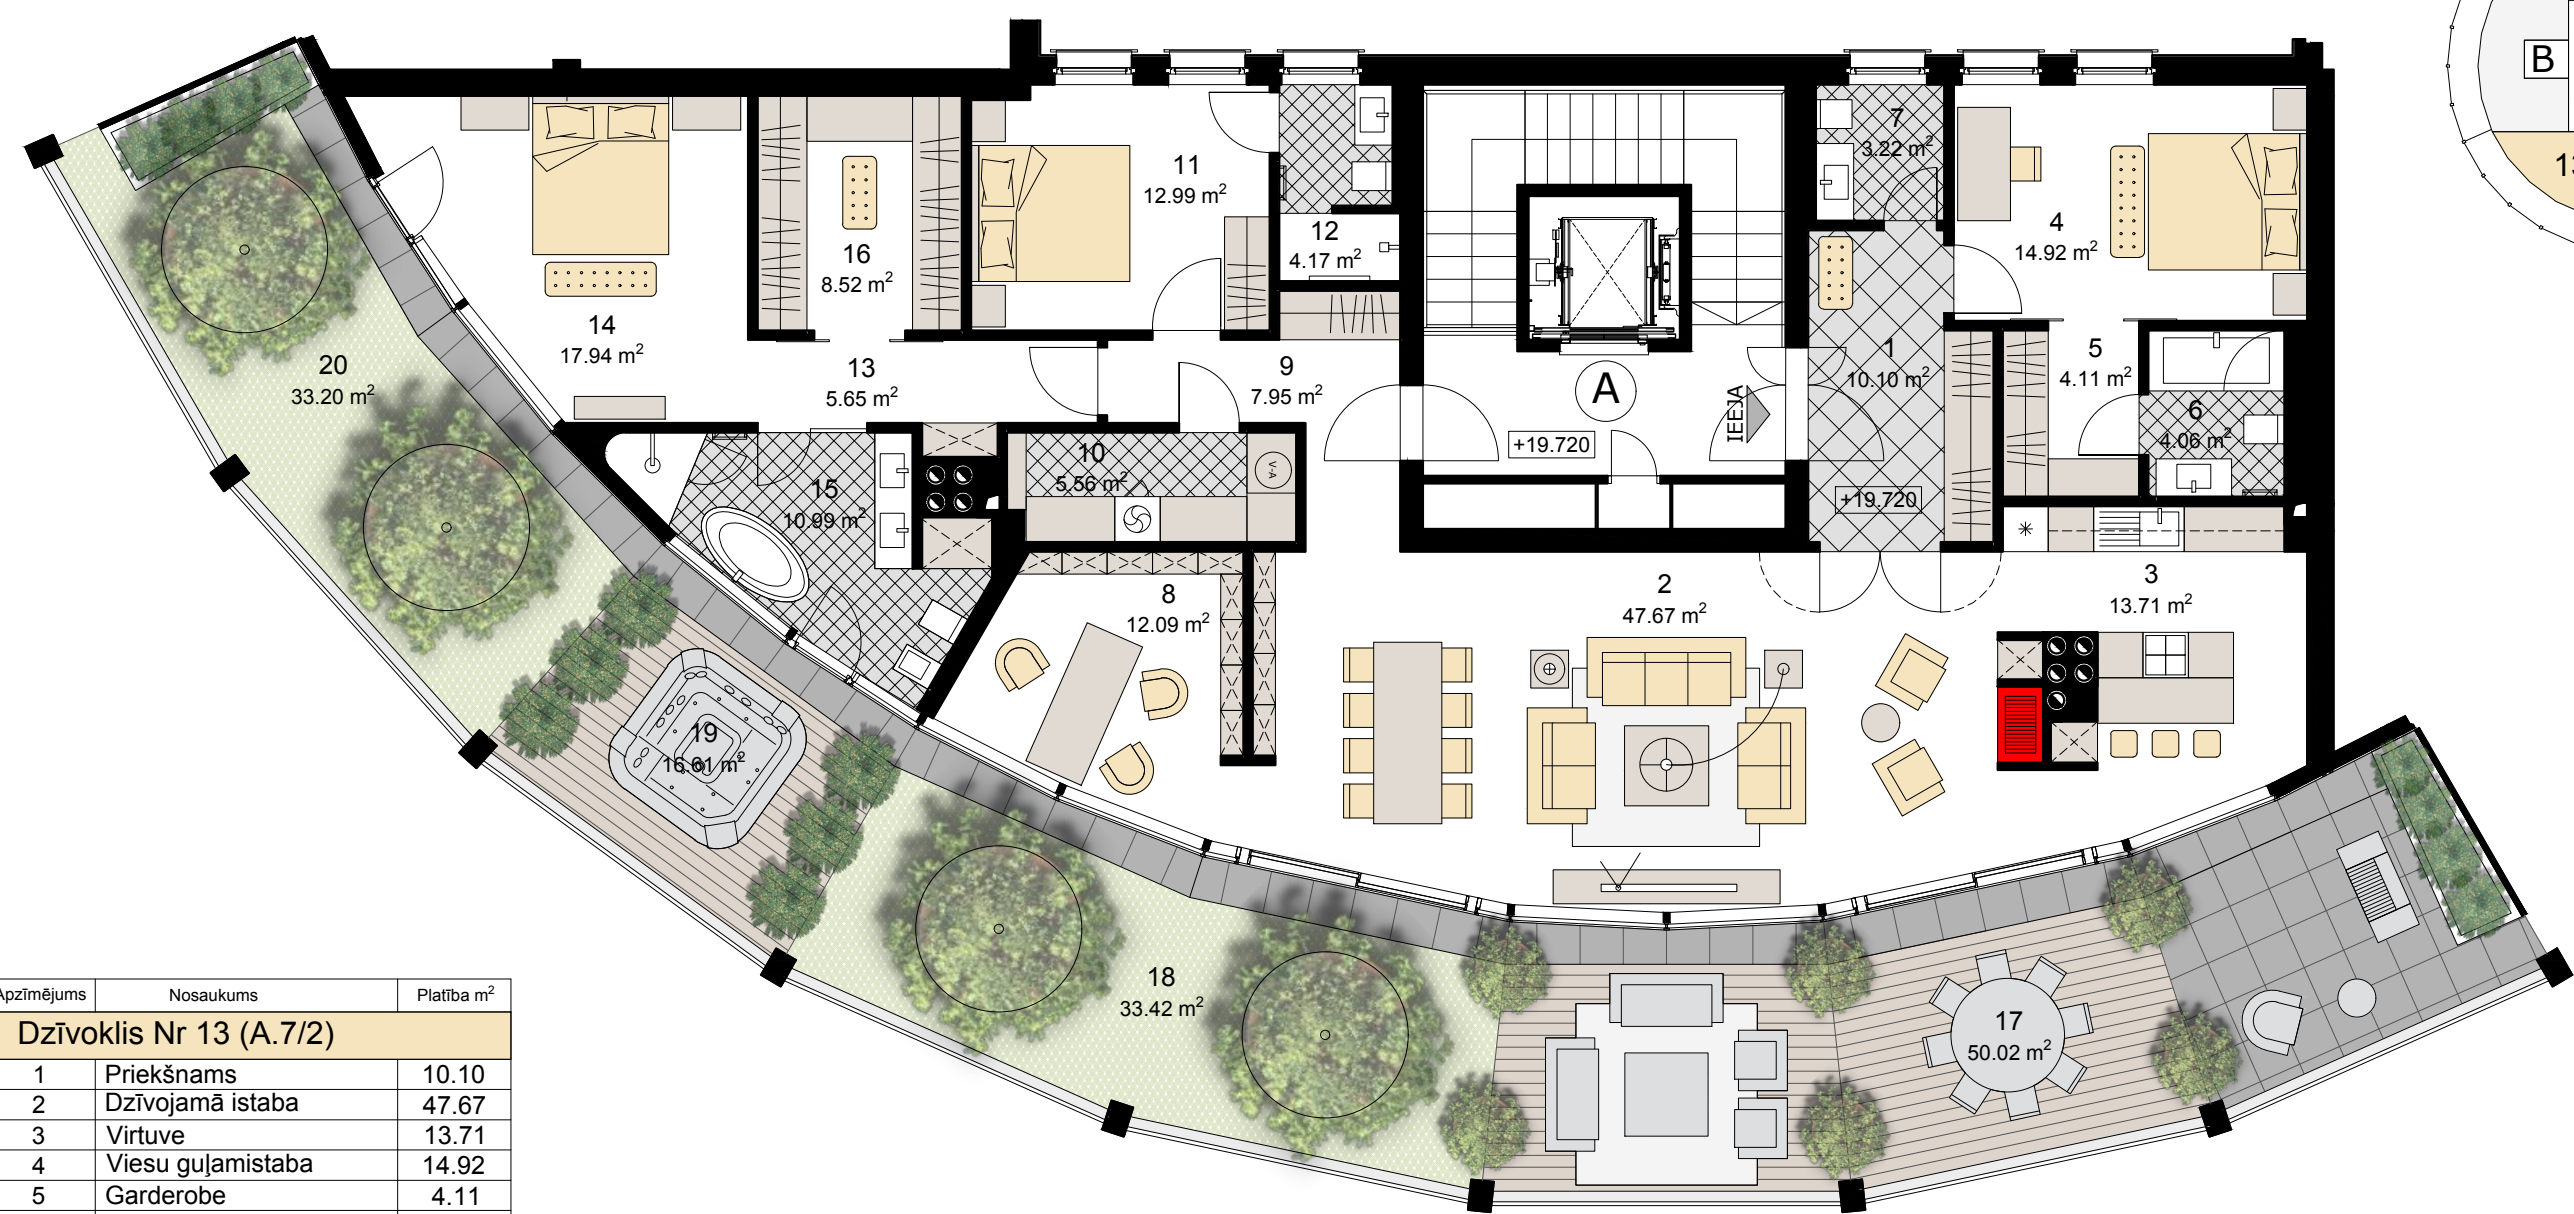 B
13
7
3.22 m²
11
12.99 m²
4
14.92 m²
12
4.17 m²
16
8.52 m²
14
17.94 m²
20
33.20 m²
13
5.65 m²
9
7.95 m²
A
IEEJA
1
10.10 m²
5
4.11 m²
6
4.06 m²
+19.720
+19.720
10
5.56 m²
V-A
15
10.99 m²
8
12.09 m²
2
47.67 m²
3
13.71 m²
19
16.61 m²
18
33.42 m²
17
50.02 m²
Apzīmējums Nosaukums Platība m²
Dzīvoklis Nr 13 (A.7/2)
1 Priekšnams 10.10
2 Dzīvojamā istaba 47.67
3 Virtuve 13.71
4 Viesu guļamistaba 14.92
5 Garderobe 4.11